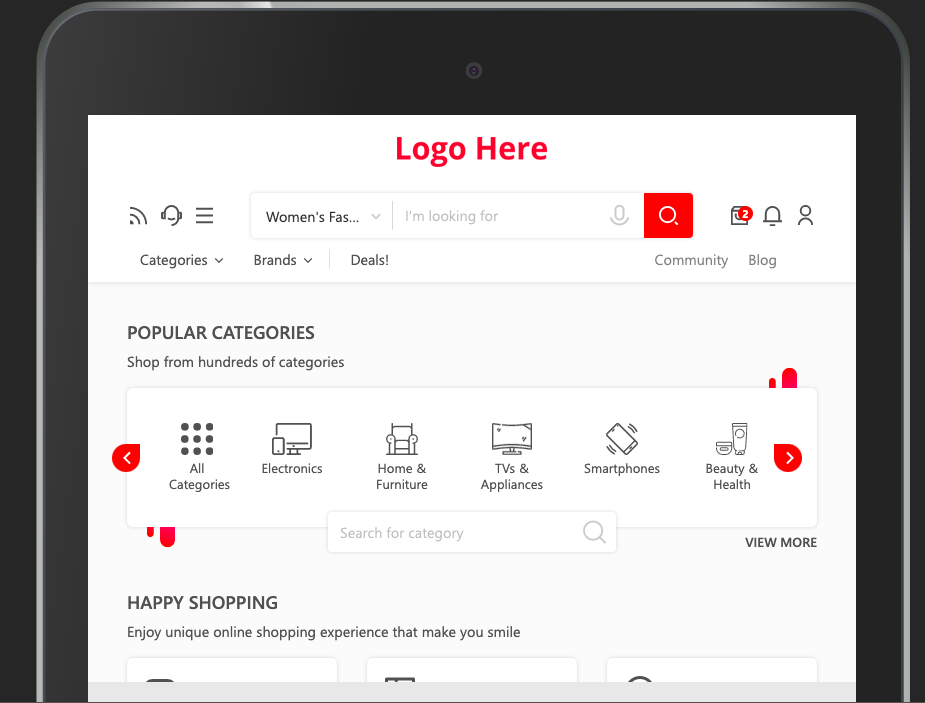 Logo Here
Women's Fas...
I'm looking for
2
Categories
Brands
Deals!
Community
Blog
POPULAR CATEGORIES
Shop from hundreds of categories
All
Categories
Electronics
Home &
Furniture
TVs &
Appliances
Smartphones
Beauty &
Health
Search for category
VIEW MORE
HAPPY SHOPPING
Enjoy unique online shopping experience that make you smile